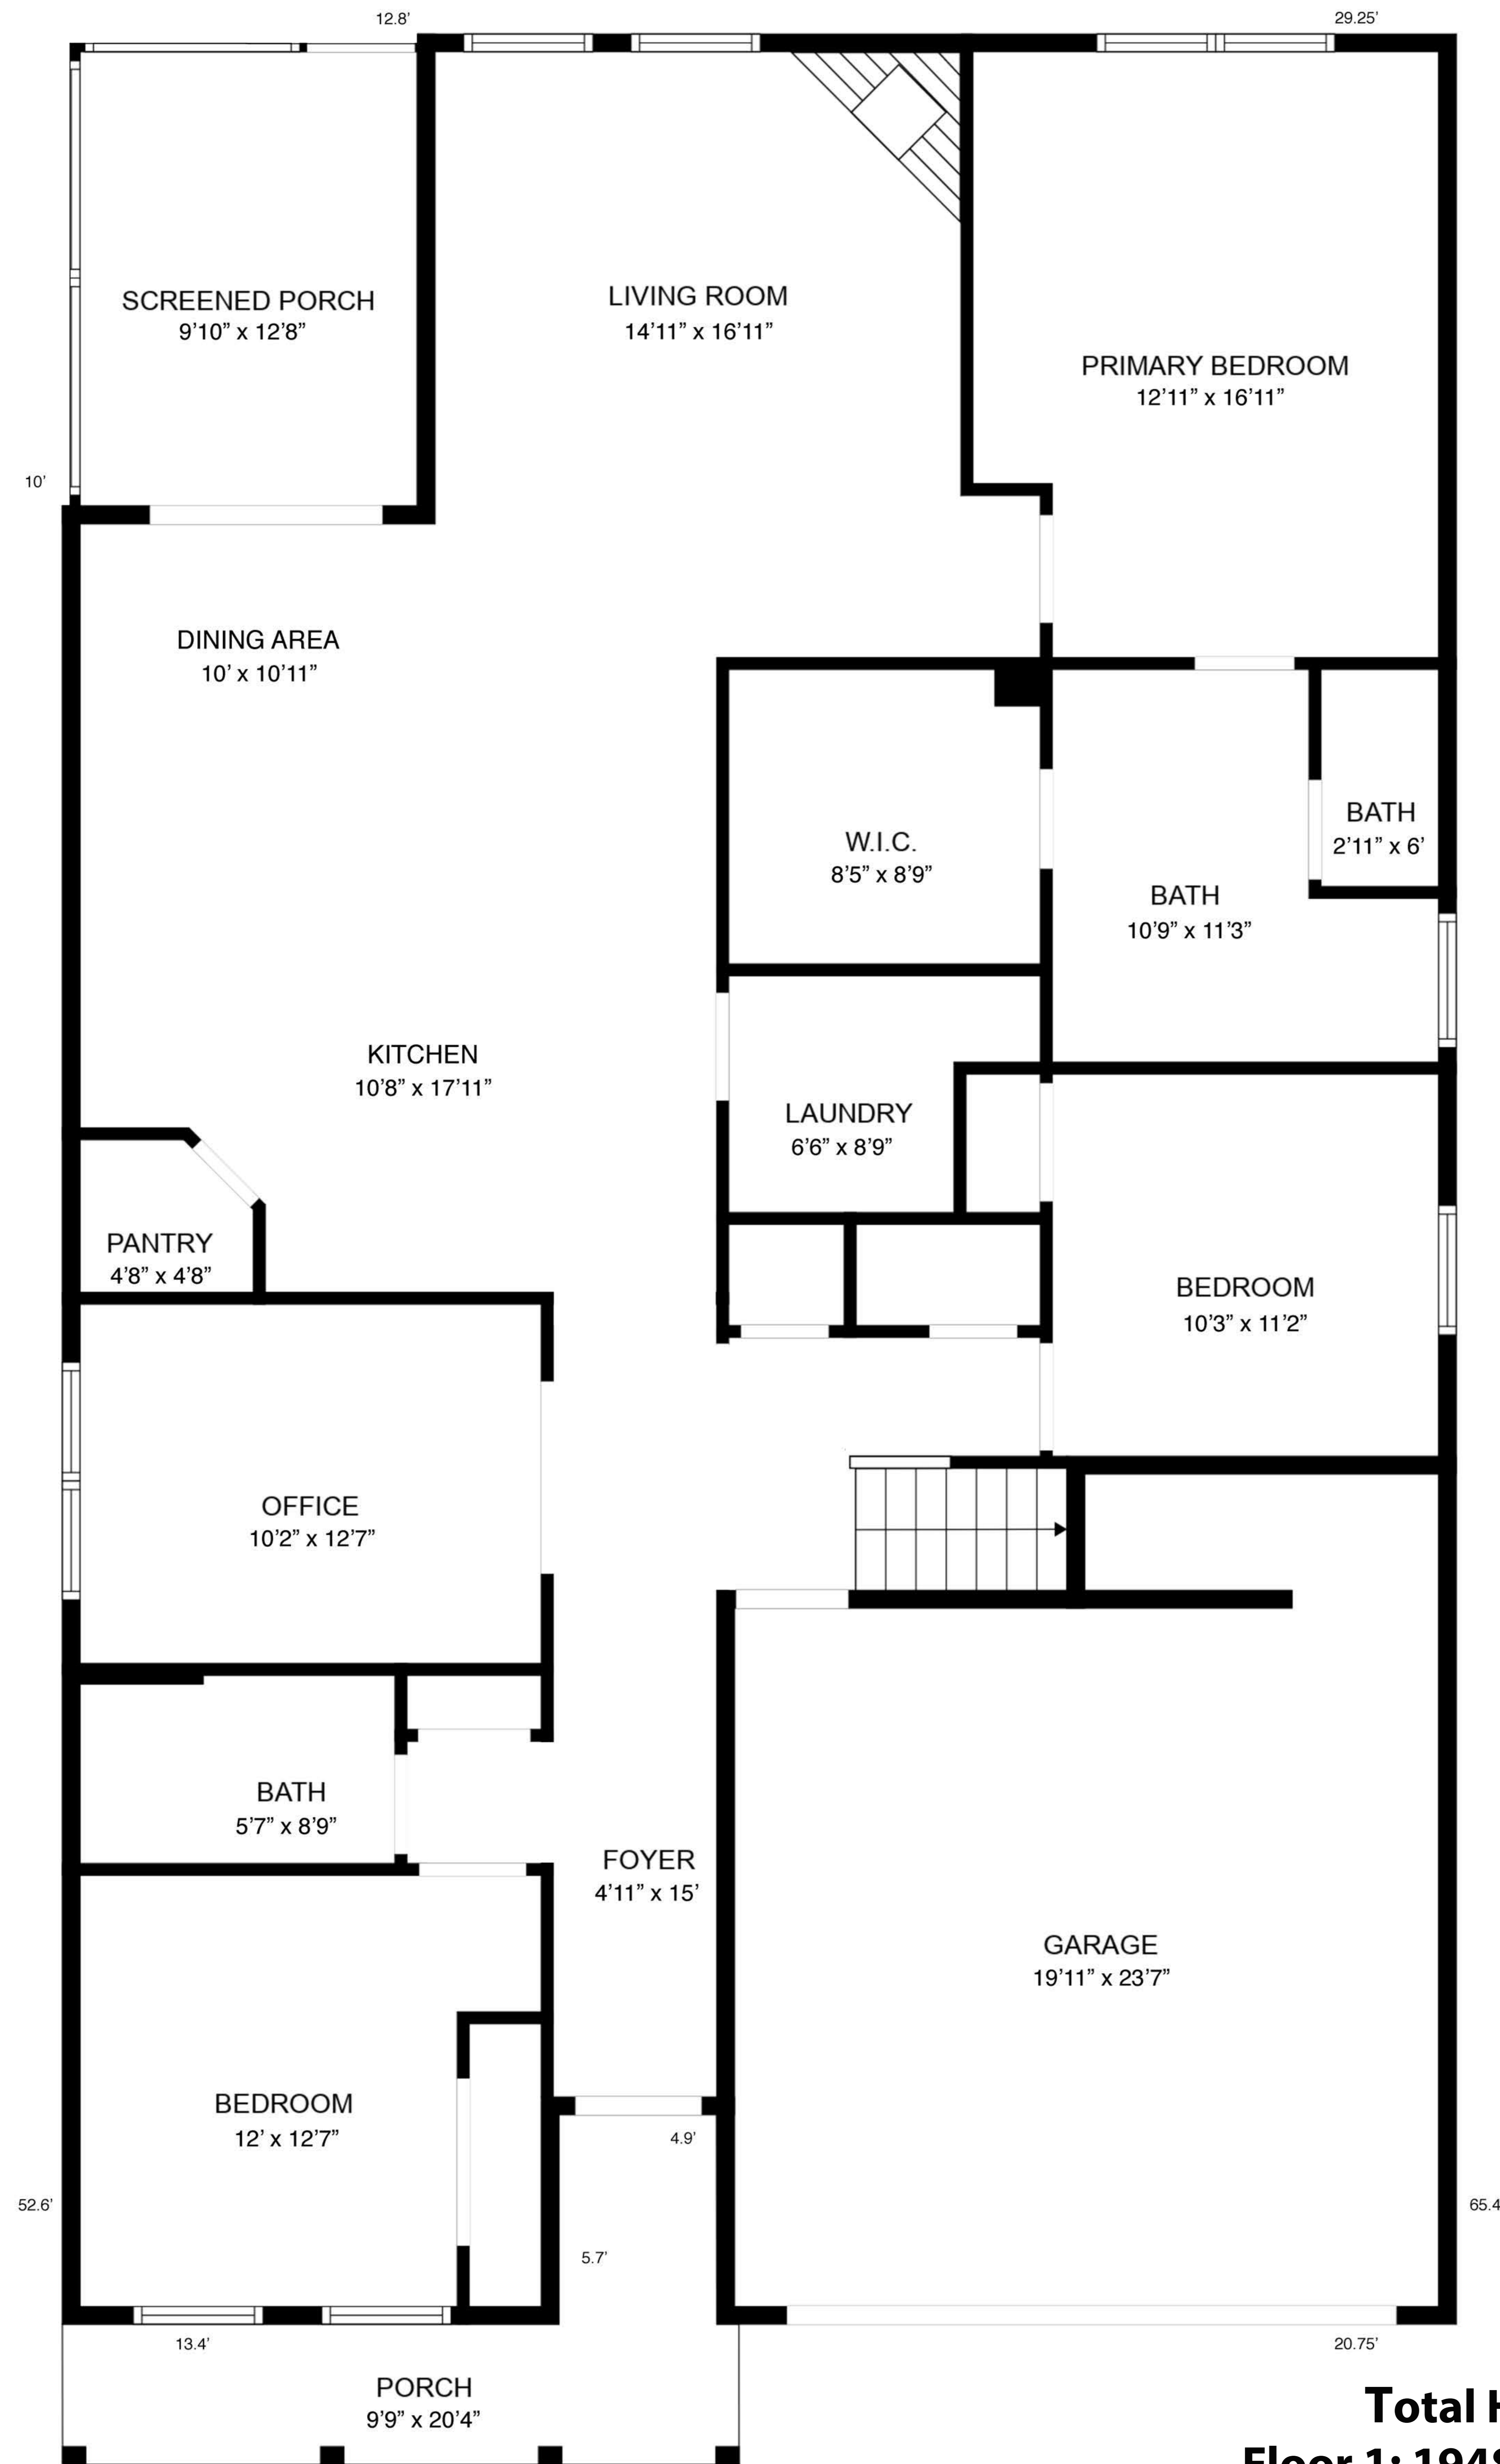 12.8’
29.25’
SCREENED PORCH
9’10” x 12’8”
LIVING ROOM
14’11” x 16’11”
PRIMARY BEDROOM
12’11” x 16’11”
10’
DINING AREA
10’ x 10’11”
W.I.C.
8’5” x 8’9”
BATH
2’11” x 6’
BATH
10’9” x 11’3”
KITCHEN
10’8” x 17’11”
LAUNDRY
6’6” x 8’9”
PANTRY
4’8” x 4’8”
BEDROOM
10’3” x 11’2”
OFFICE
10’2” x 12’7”
BATH
5’7” x 8’9”
FOYER
4’11” x 15’
GARAGE
19’11” x 23’7”
BEDROOM
12’ x 12’7”
4.9’
52.6’
65.4
5.7’
13.4’
20.75’
PORCH
9’9” x 20’4”
Total H
Floor 1: 1948